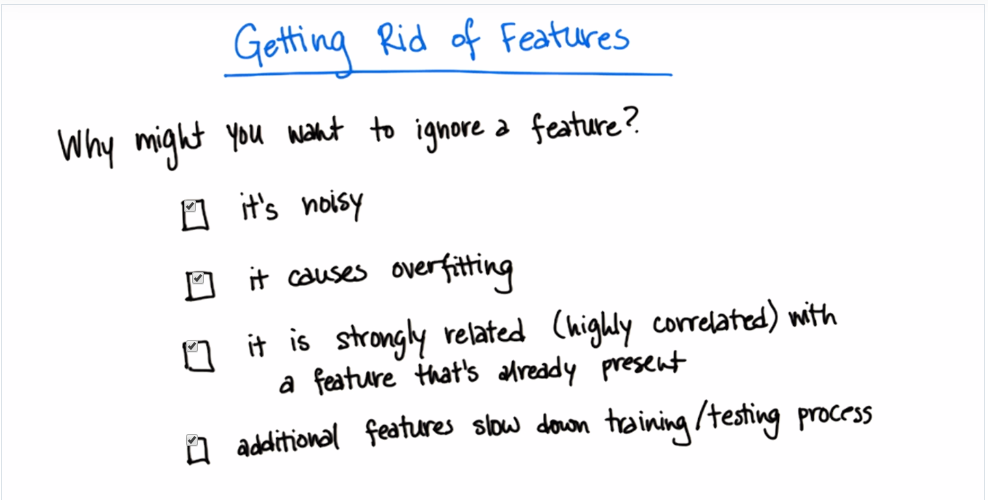 Getting Rid of Features
Why might you want to ignore a feature?
it's noisy
it causes overfitting
it is strongly related (highly correlated) with
a feature that's already present
additional features slow down training/testing process